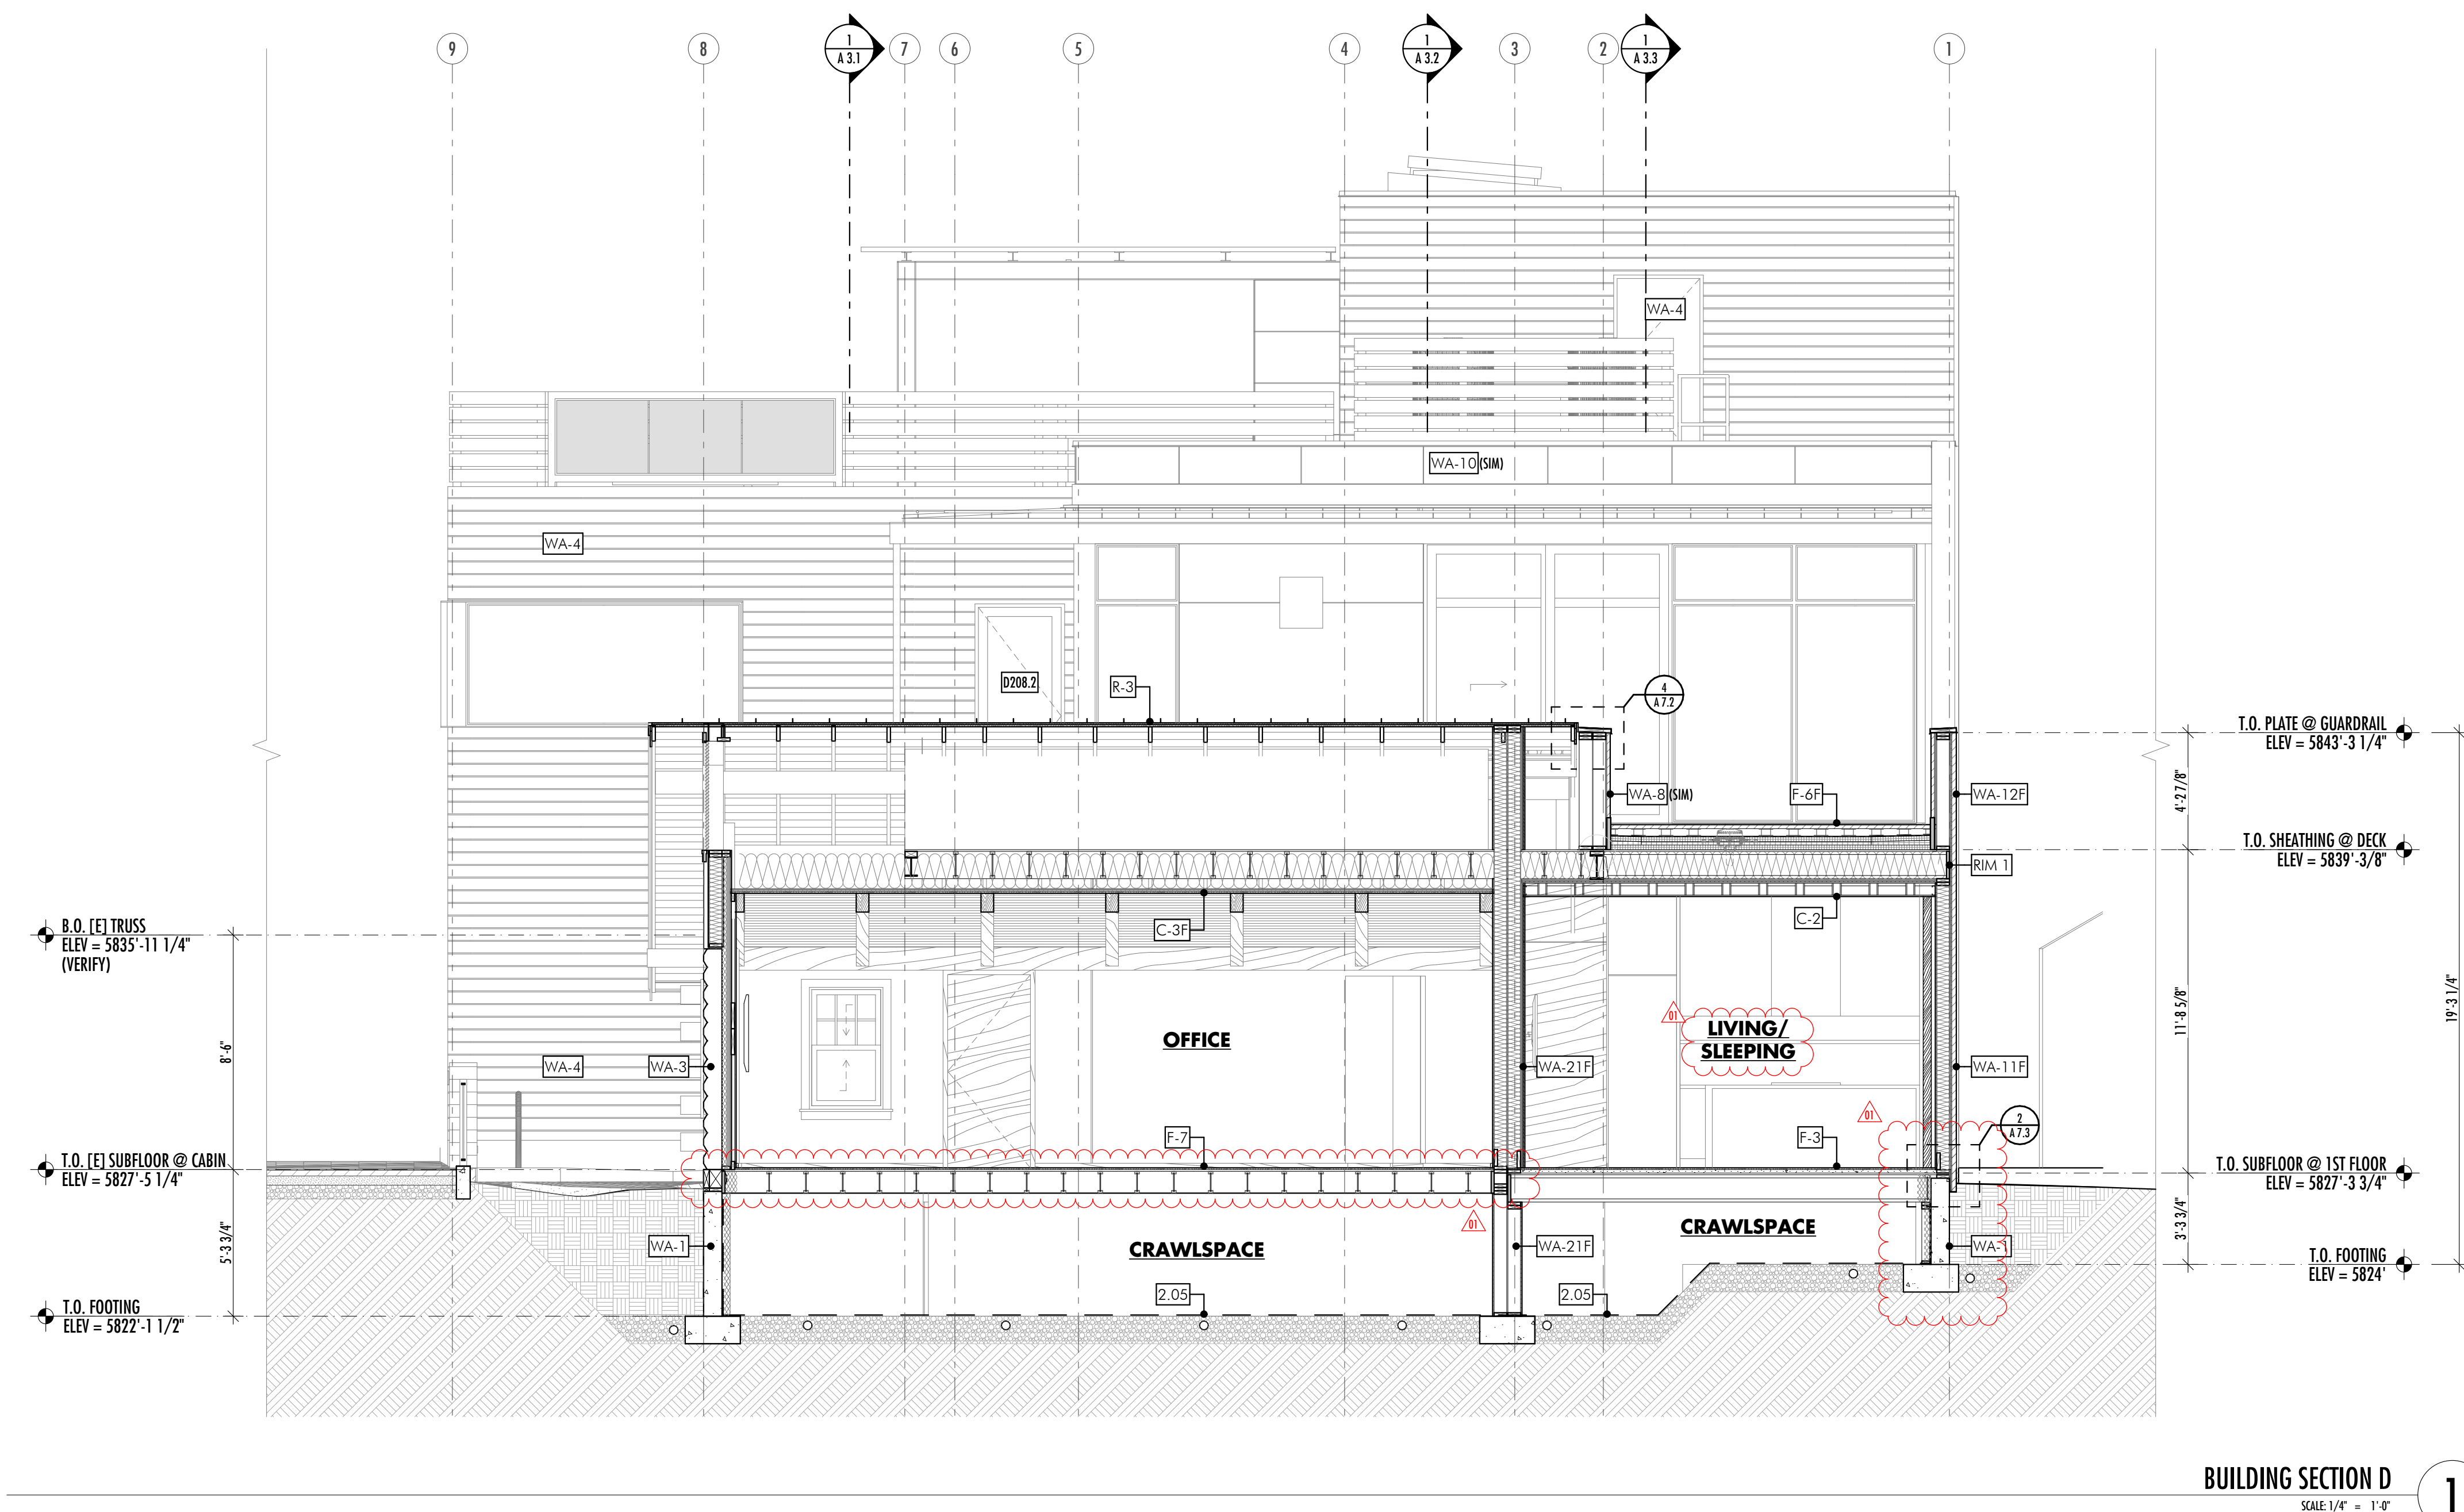 9
8
1
A 3.1
7
6
5
4
1
A 3.2
3
2
1
A 3.3
1
WA-4
WA-10 (SIM)
WA-4
D208.2
R-3
4
A 7.2
T.O. PLATE @ GUARDRAIL
ELEV = 5843'-3 1/4"
4'-2 7/8"
WA-8 (SIM)
F-6F
WA-12F
T.O. SHEATHING @ DECK
ELEV = 5839'-3/8"
RIM 1
B.O. [E] TRUSS
ELEV = 5835'-11 1/4"
(VERIFY)
C-3F
C-2
8'-6"
11'-8 5/8"
19'-3 1/4"
OFFICE
01
LIVING/
SLEEPING
WA-4
WA-3
WA-21F
WA-11F
01
2
A 7.3
F-7
F-3
T.O. [E] SUBFLOOR @ CABIN
ELEV = 5827'-5 1/4"
T.O. SUBFLOOR @ 1ST FLOOR
ELEV = 5827'-3 3/4"
01
5'-3 3/4"
3'-3 3/4"
WA-1
CRAWLSPACE
WA-21F
CRAWLSPACE
WA-1
T.O. FOOTING
ELEV = 5824'
2.05
2.05
T.O. FOOTING
ELEV = 5822'-1 1/2"
BUILDING SECTION D
1
SCALE: 1/4" = 1'-0"